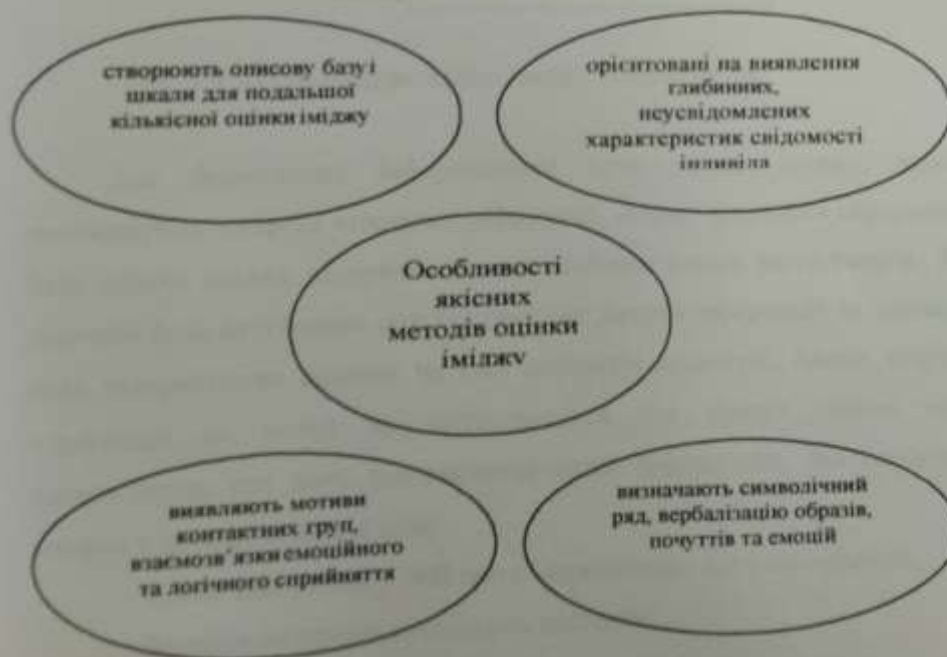 створюють описову базу і
шкали для подальшої
кількісної оцінки іміджу
орієнтовані на виявлення
глибинних,
неусвідомлених
характеристик свідомості
індивіда
Особливості
якісних
методів оцінки
іміджу
виявляють мотиви
контактних груп,
взаємозв'язки емоційного
та логічного сприйняття
визначають символічний
ряд, вербалізацію образів,
почуттів та емоцій